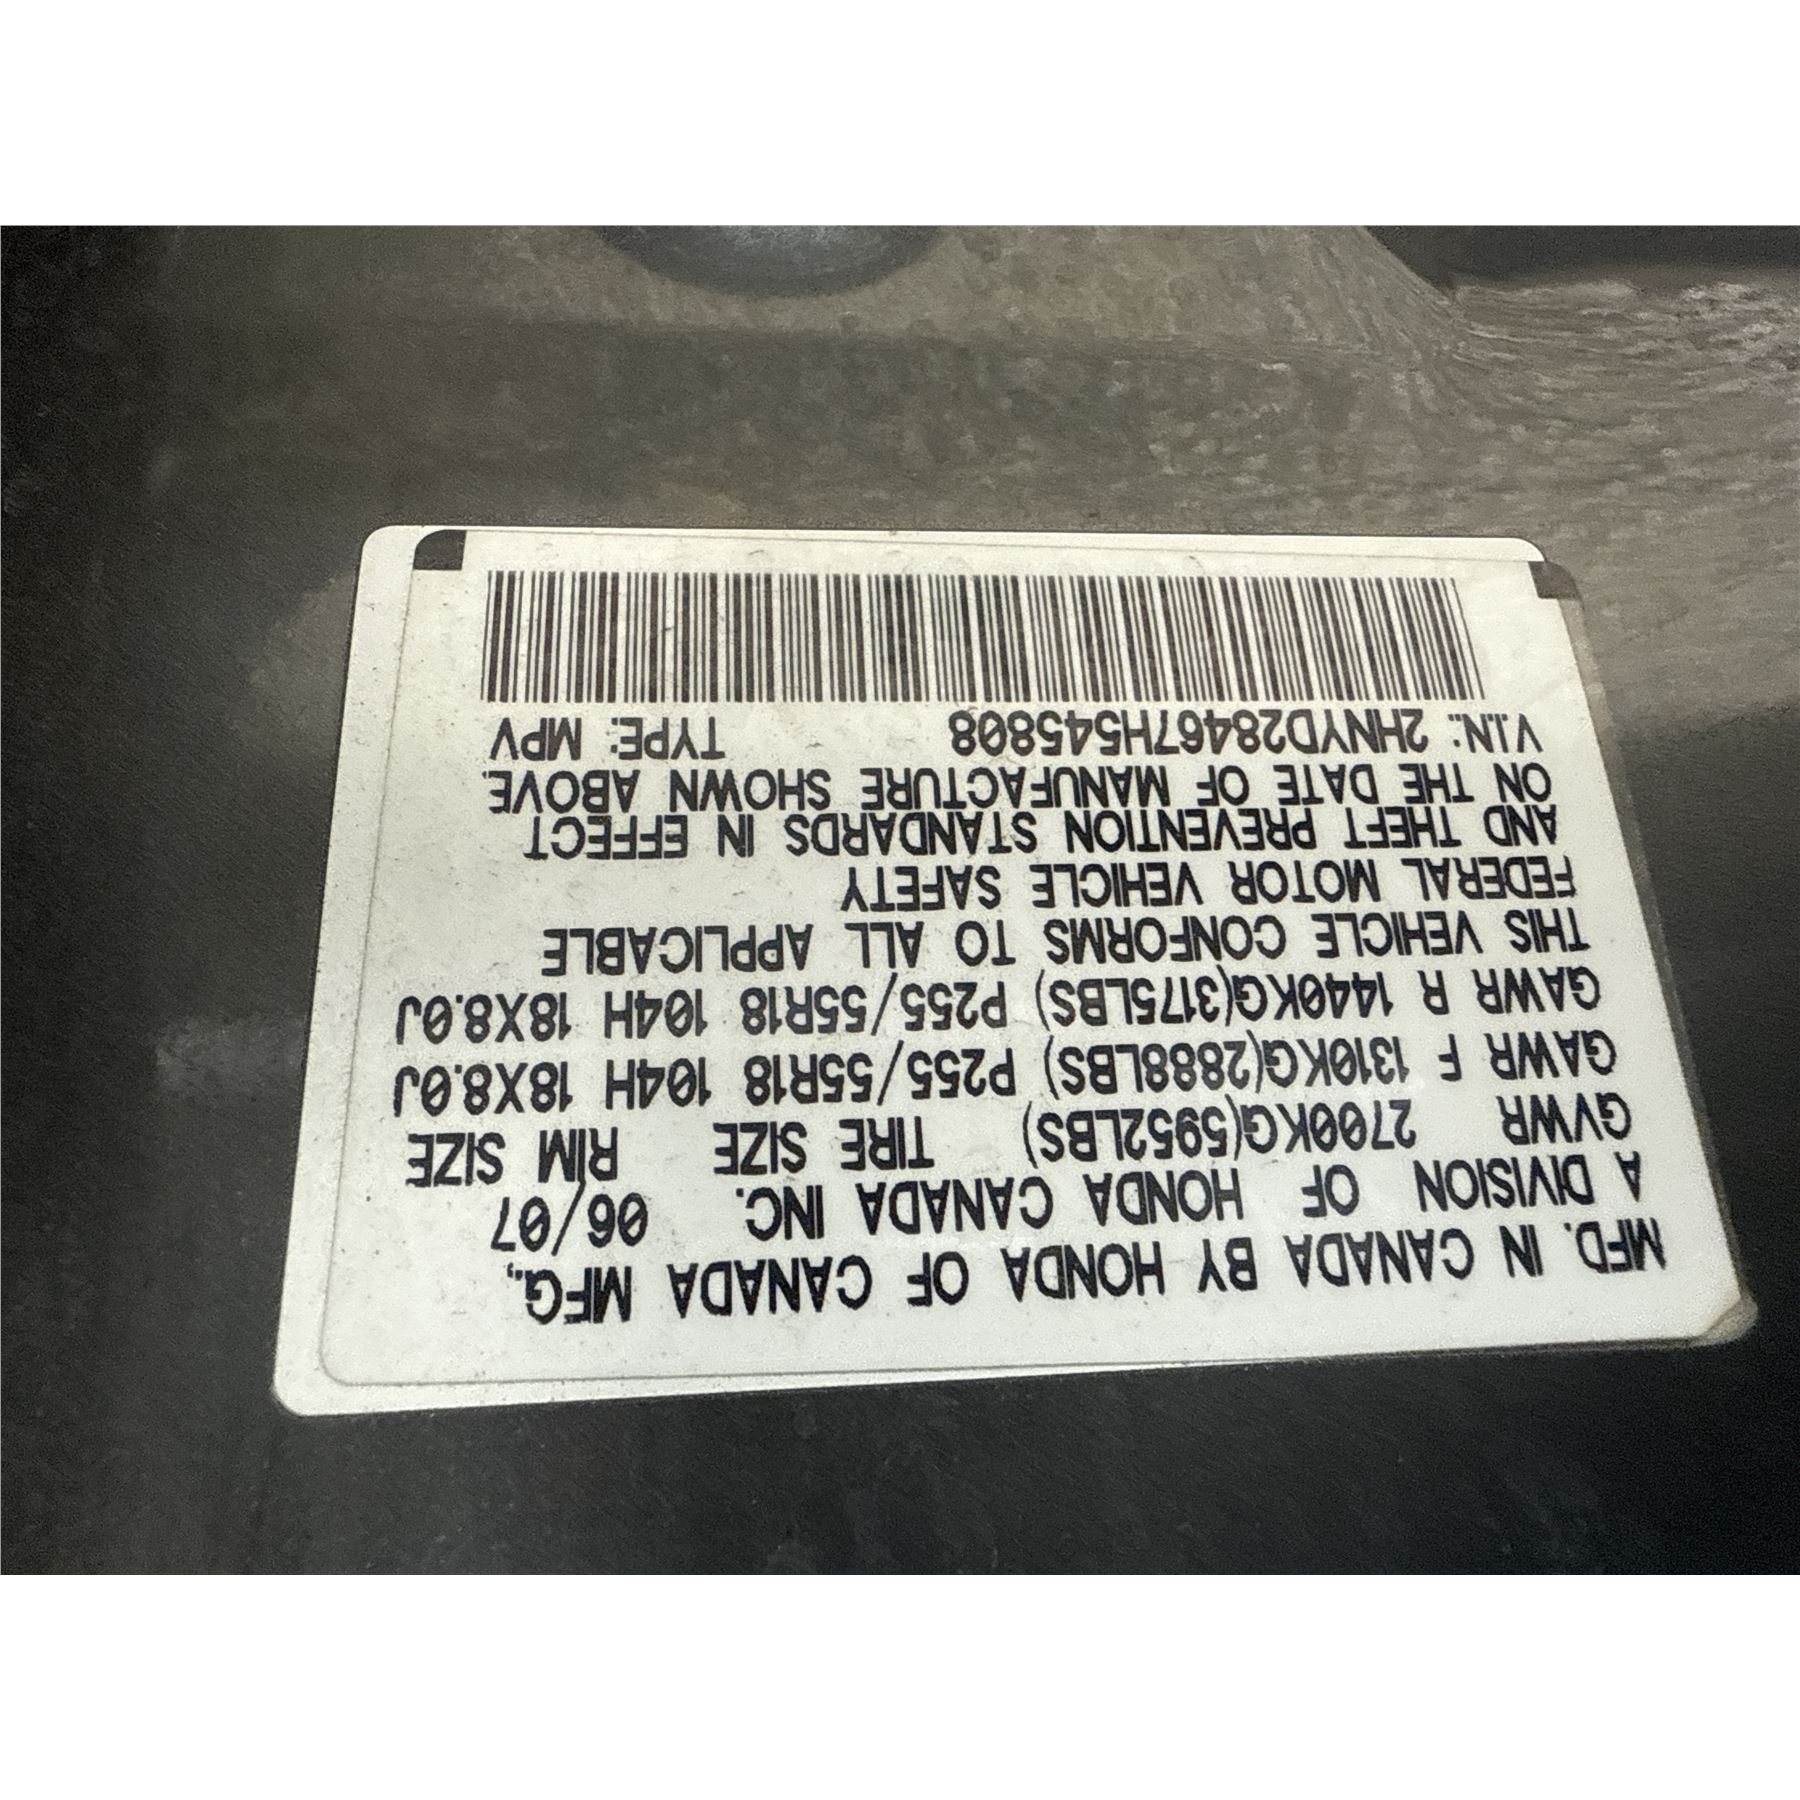 MFD. IN CANADA BY HONDA OF CANADA MFG.,
A DIVISION OF HONDA CANADA INC. 06/07
GVWR 2700KG(5952LBS) TIRE SIZE RIM SIZE
GAWR F 1310KG(2888LBS) P255/55R18 104H 18X8.0J
GAWR R 1440KG(3175LBS) P255/55R18 104H 18X8.0J
THIS VEHICLE CONFORMS TO ALL APPLICABLE
FEDERAL MOTOR VEHICLE SAFETY
AND THEFT PREVENTION STANDARDS IN EFFECT
ON THE DATE OF MANUFACTURE SHOWN ABOVE.
V.I.N.: 2HNYD28467H545808 TYPE: MPV